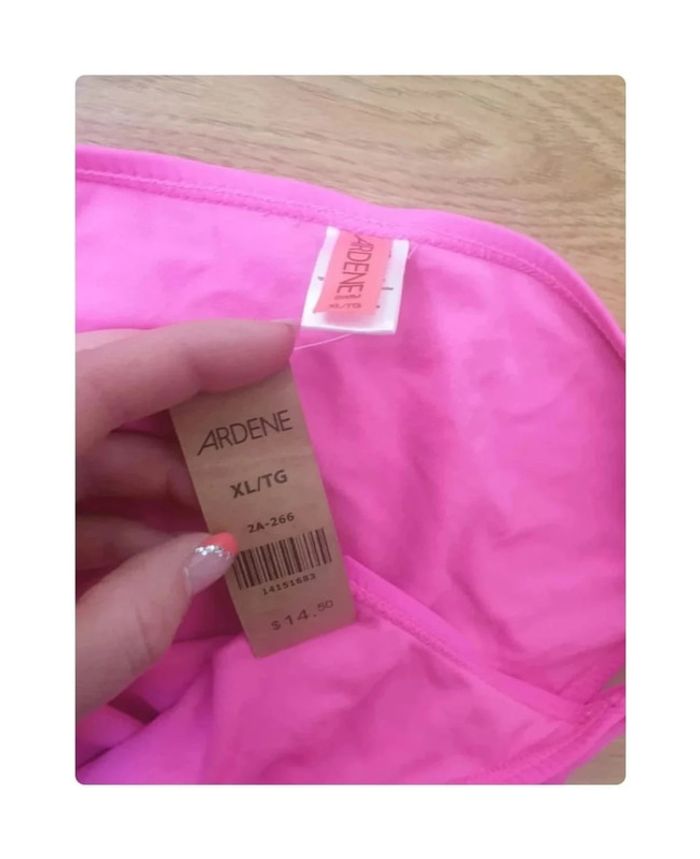 ARDENE
XL/TG
ARDENE
XL/TG
2A-266
14151683
$14.50